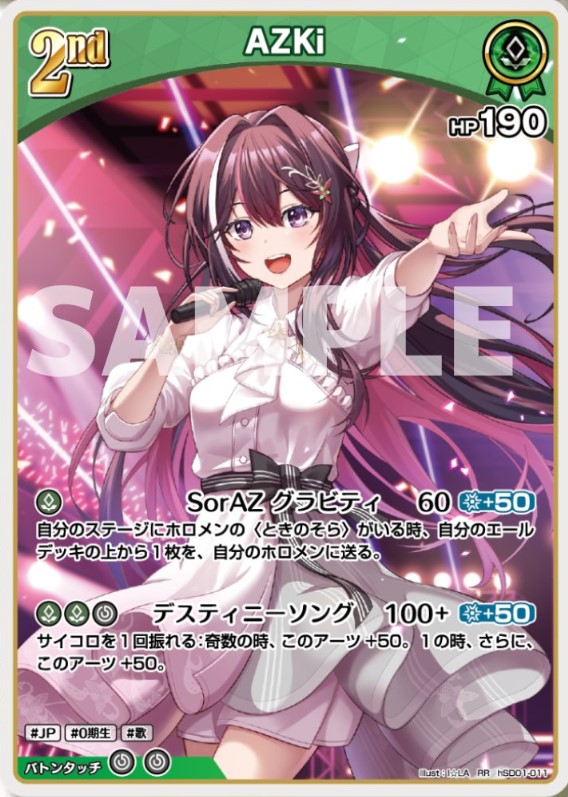 2nd
AZKi
HP190
SAMPLE
SorAZ グラビティ 60 +50
自分のステージにホロメンの〈ときのそら〉がいる時、自分のエール
デッキの上から1枚を、自分のホロメンに送る。
デスティニーソング 100+ +50
サイコロを1回振れる:奇数の時、このアーツ+50。1の時、さらに、
このアーツ+50。
#JP #0期生 #歌
バトンタッチ
illust:I☆LA RR hSD01-011